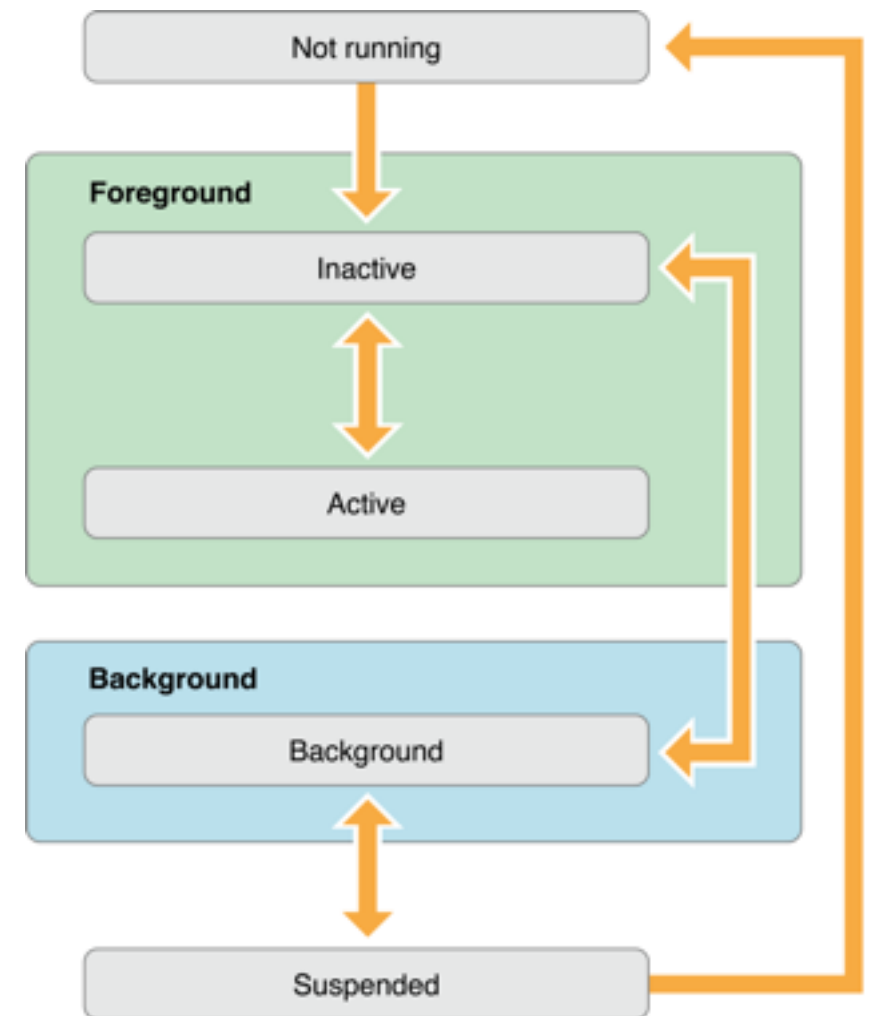 Not running
Foreground
Inactive
Active
Background
Background
Suspended